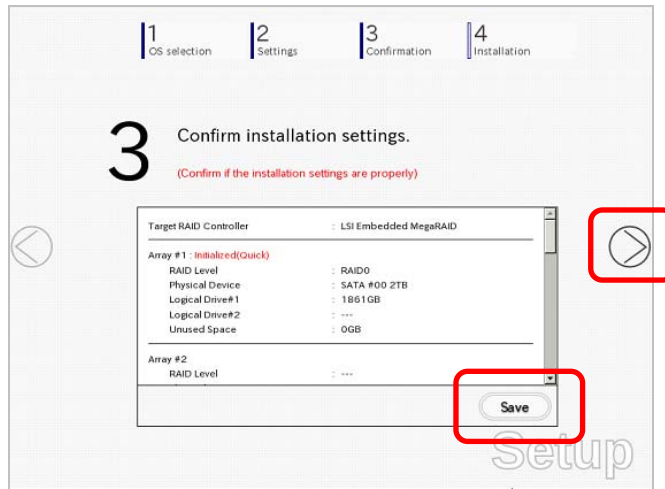 1 2 3 4
OS selection Settings Confirmation Installation
3 Confirm installation settings.
(Confirm if the installation settings are properly)
Target RAID Controller : LSI Embedded MegaRAID
Array #1 : Initialized(Quick)
RAID Level : RAID0
Physical Device : SATA #00 2TB
Logical Drive#1 : 1861GB
Logical Drive#2 : ---
Unused Space : 0GB
Array #2
RAID Level : ---
Save
Setup